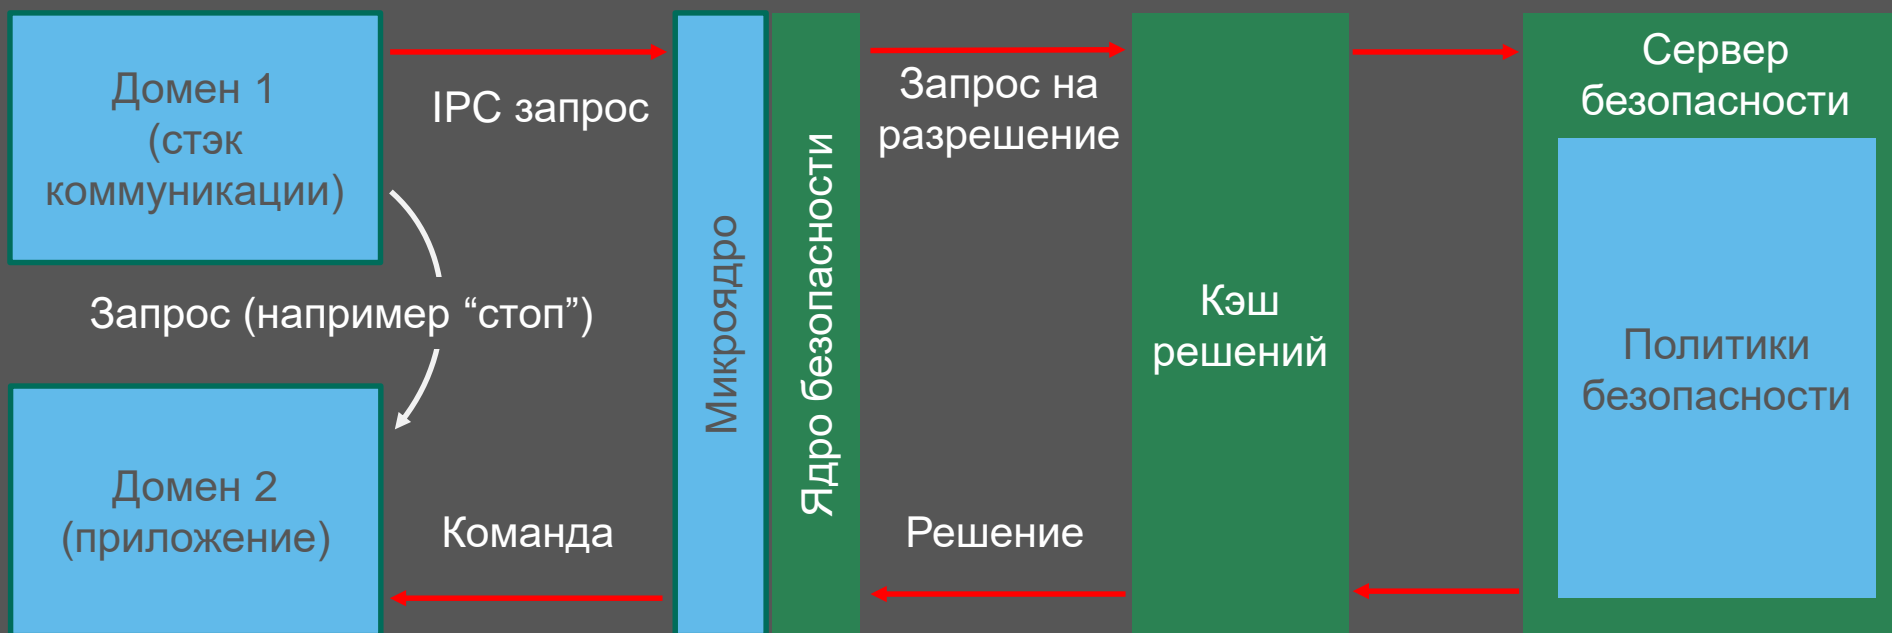 Домен 1
(стэк
коммуникации)
IPC запрос
Запрос (например “стоп”)
Домен 2
(приложение)
Команда
Микроядро
Ядро безопасности
Запрос на
разрешение
Решение
Кэш
решений
Сервер
безопасности
Политики
безопасности